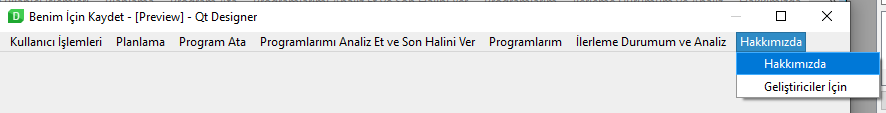 Benim İçin Kaydet - [Preview] - Qt Designer
Kullanıcı İşlemleri Planlama Program Ata Programlarımı Analiz Et ve Son Halini Ver Programlarım İlerleme Durumum ve Analiz Hakkımızda
Hakkımızda
Geliştiriciler İçin